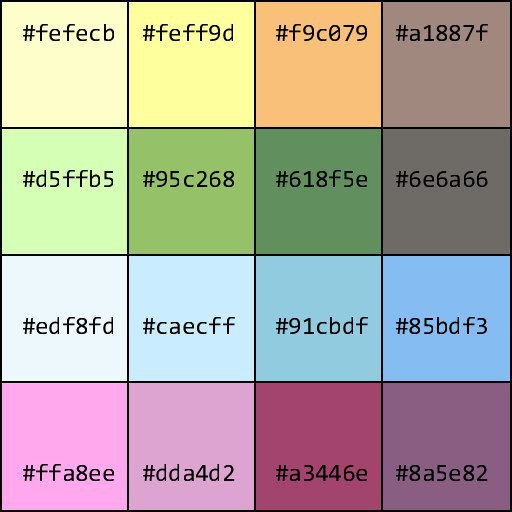 #fefecb #feff9d #f9c079 #a1887f
#d5ffb5 #95c268 #618f5e #6e6a66
#edf8fd #caecff #91cbdf #85bdf3
#ffa8ee #dda4d2 #a3446e #8a5e82